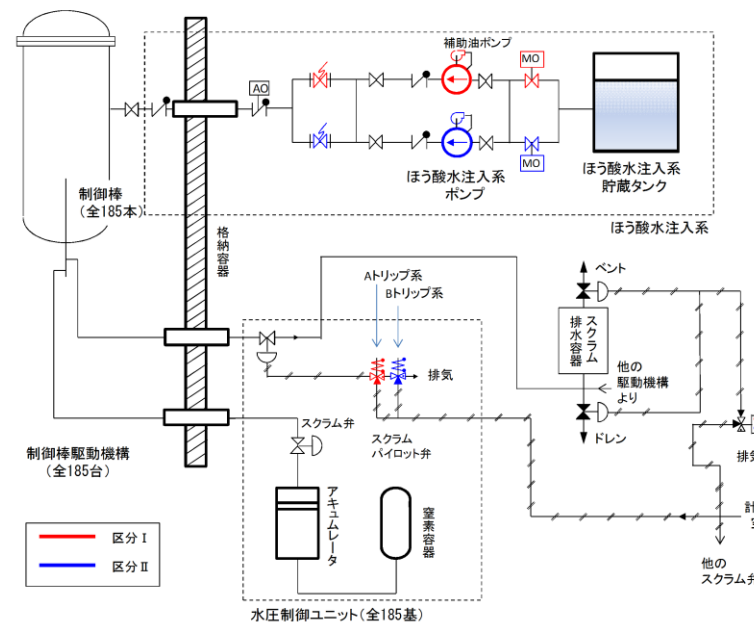 補助油ポンプ
MO
AO
MO
ほう酸水注入系
ポンプ
ほう酸水注入系
貯蔵タンク
ほう酸水注入系
制御棒
(全185本)
格納容器
Aトリップ系
Bトリップ系
ベント
スクラム
排水容器
排気
他の
駆動機構
より
スクラム弁
スクラム
パイロット弁
ドレン
排気
制御棒駆動機構
(全185台)
アキュムレータ
窒素容器
計
他の
スクラム弁
区分Ⅰ
区分Ⅱ
水圧制御ユニット(全185基)